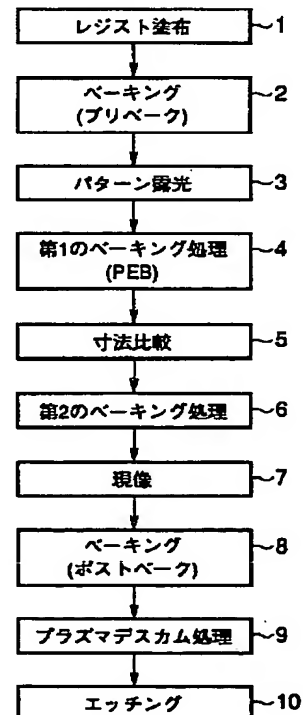 レジスト塗布
~1
ベーキング
(プリベーク)
~2
パターン露光
~3
第1のベーキング処理
(PEB)
~4
寸法比較
~5
第2のベーキング処理
~6
現像
~7
ベーキング
(ポストベーク)
~8
プラズマデスカム処理
~9
エッチング
~10